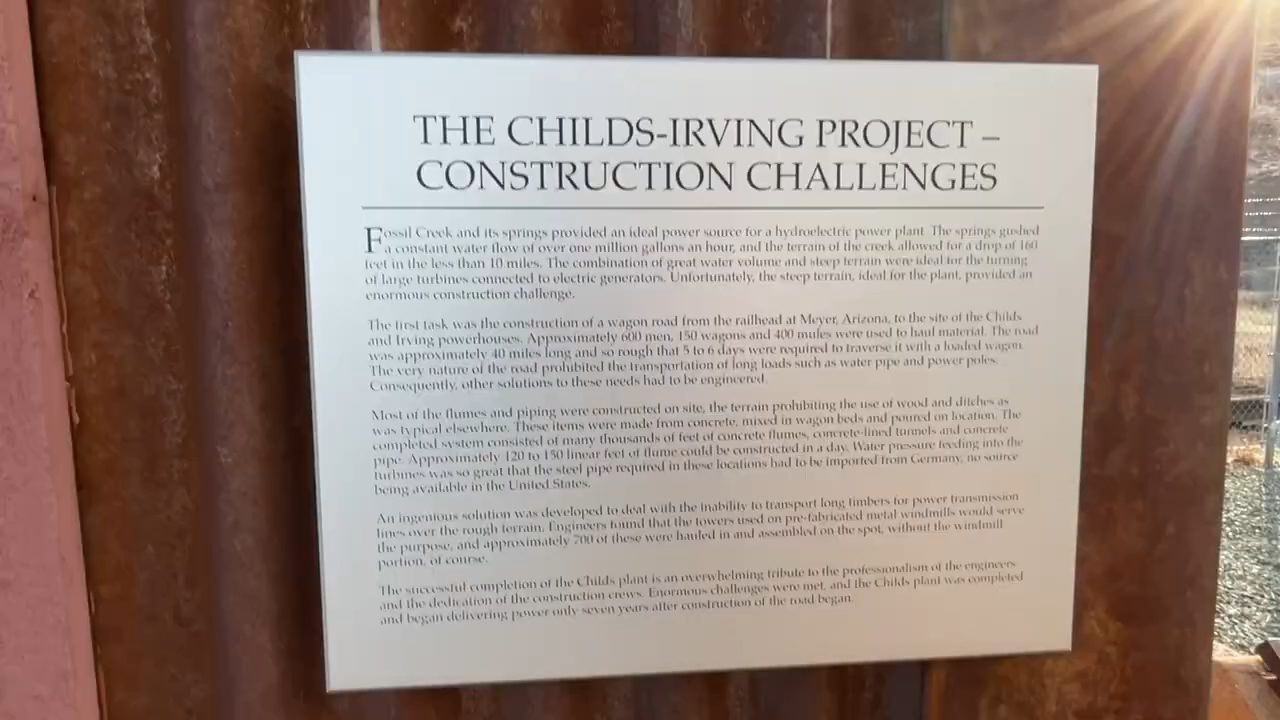 THE CHILDS-IRVING PROJECT –
CONSTRUCTION CHALLENGES
Fossil Creek and its springs provided an ideal power source for a hydroelectric power plant. The springs gushed
a constant water flow of over one million gallons an hour, and the terrain of the creek allowed for a drop of 160
feet in the less than 10 miles. The combination of great water volume and steep terrain were ideal for the turning
of large turbines connected to electric generators. Unfortunately, the steep terrain, ideal for the plant, provided an
enormous construction challenge.
The first task was the construction of a wagon road from the railhead at Meyer, Arizona, to the site of the Childs
and Irving powerhouses. Approximately 600 men, 150 wagons and 400 mules were used to haul material. The road
was approximately 40 miles long and so rough that 5 to 6 days were required to traverse it with a loaded wagon.
The very nature of the road prohibited the transportation of long loads such as water pipe and power poles.
Consequently, other solutions to these needs had to be engineered.
Most of the flumes and piping were constructed on site, the terrain prohibiting the use of wood and ditches as
was typical elsewhere. These items were made from concrete, mixed in wagon beds and poured on location. The
completed system consisted of many thousands of feet of concrete flumes, concrete-lined tunnels and concrete
pipe. Approximately 120 to 150 linear feet of flume could be constructed in a day. Water pressure feeding into the
turbines was so great that the steel pipe required in these locations had to be imported from Germany, no source
being available in the United States.
An ingenious solution was developed to deal with the inability to transport long timbers for power transmission
lines over the rough terrain. Engineers found that the towers used on pre-fabricated metal windmills would serve
the purpose, and approximately 700 of these were hauled in and assembled on the spot, without the windmill
portion, of course.
The successful completion of the Childs plant is an overwhelming tribute to the professionalism of the engineers
and the dedication of the construction crews. Enormous challenges were met, and the Childs plant was completed
and began delivering power only seven years after construction of the road began.